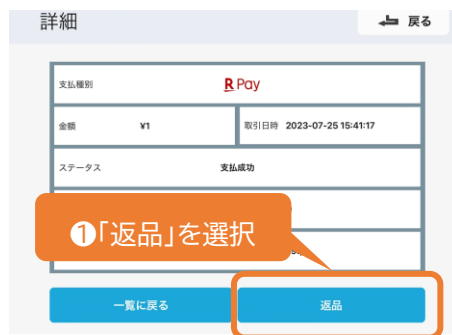 詳細
戻る
支払種別 R Pay
金額 ¥1 取引日時 2023-07-25 15:41:17
ステータス 支払成功
❶「返品」を選択
一覧に戻る 返品